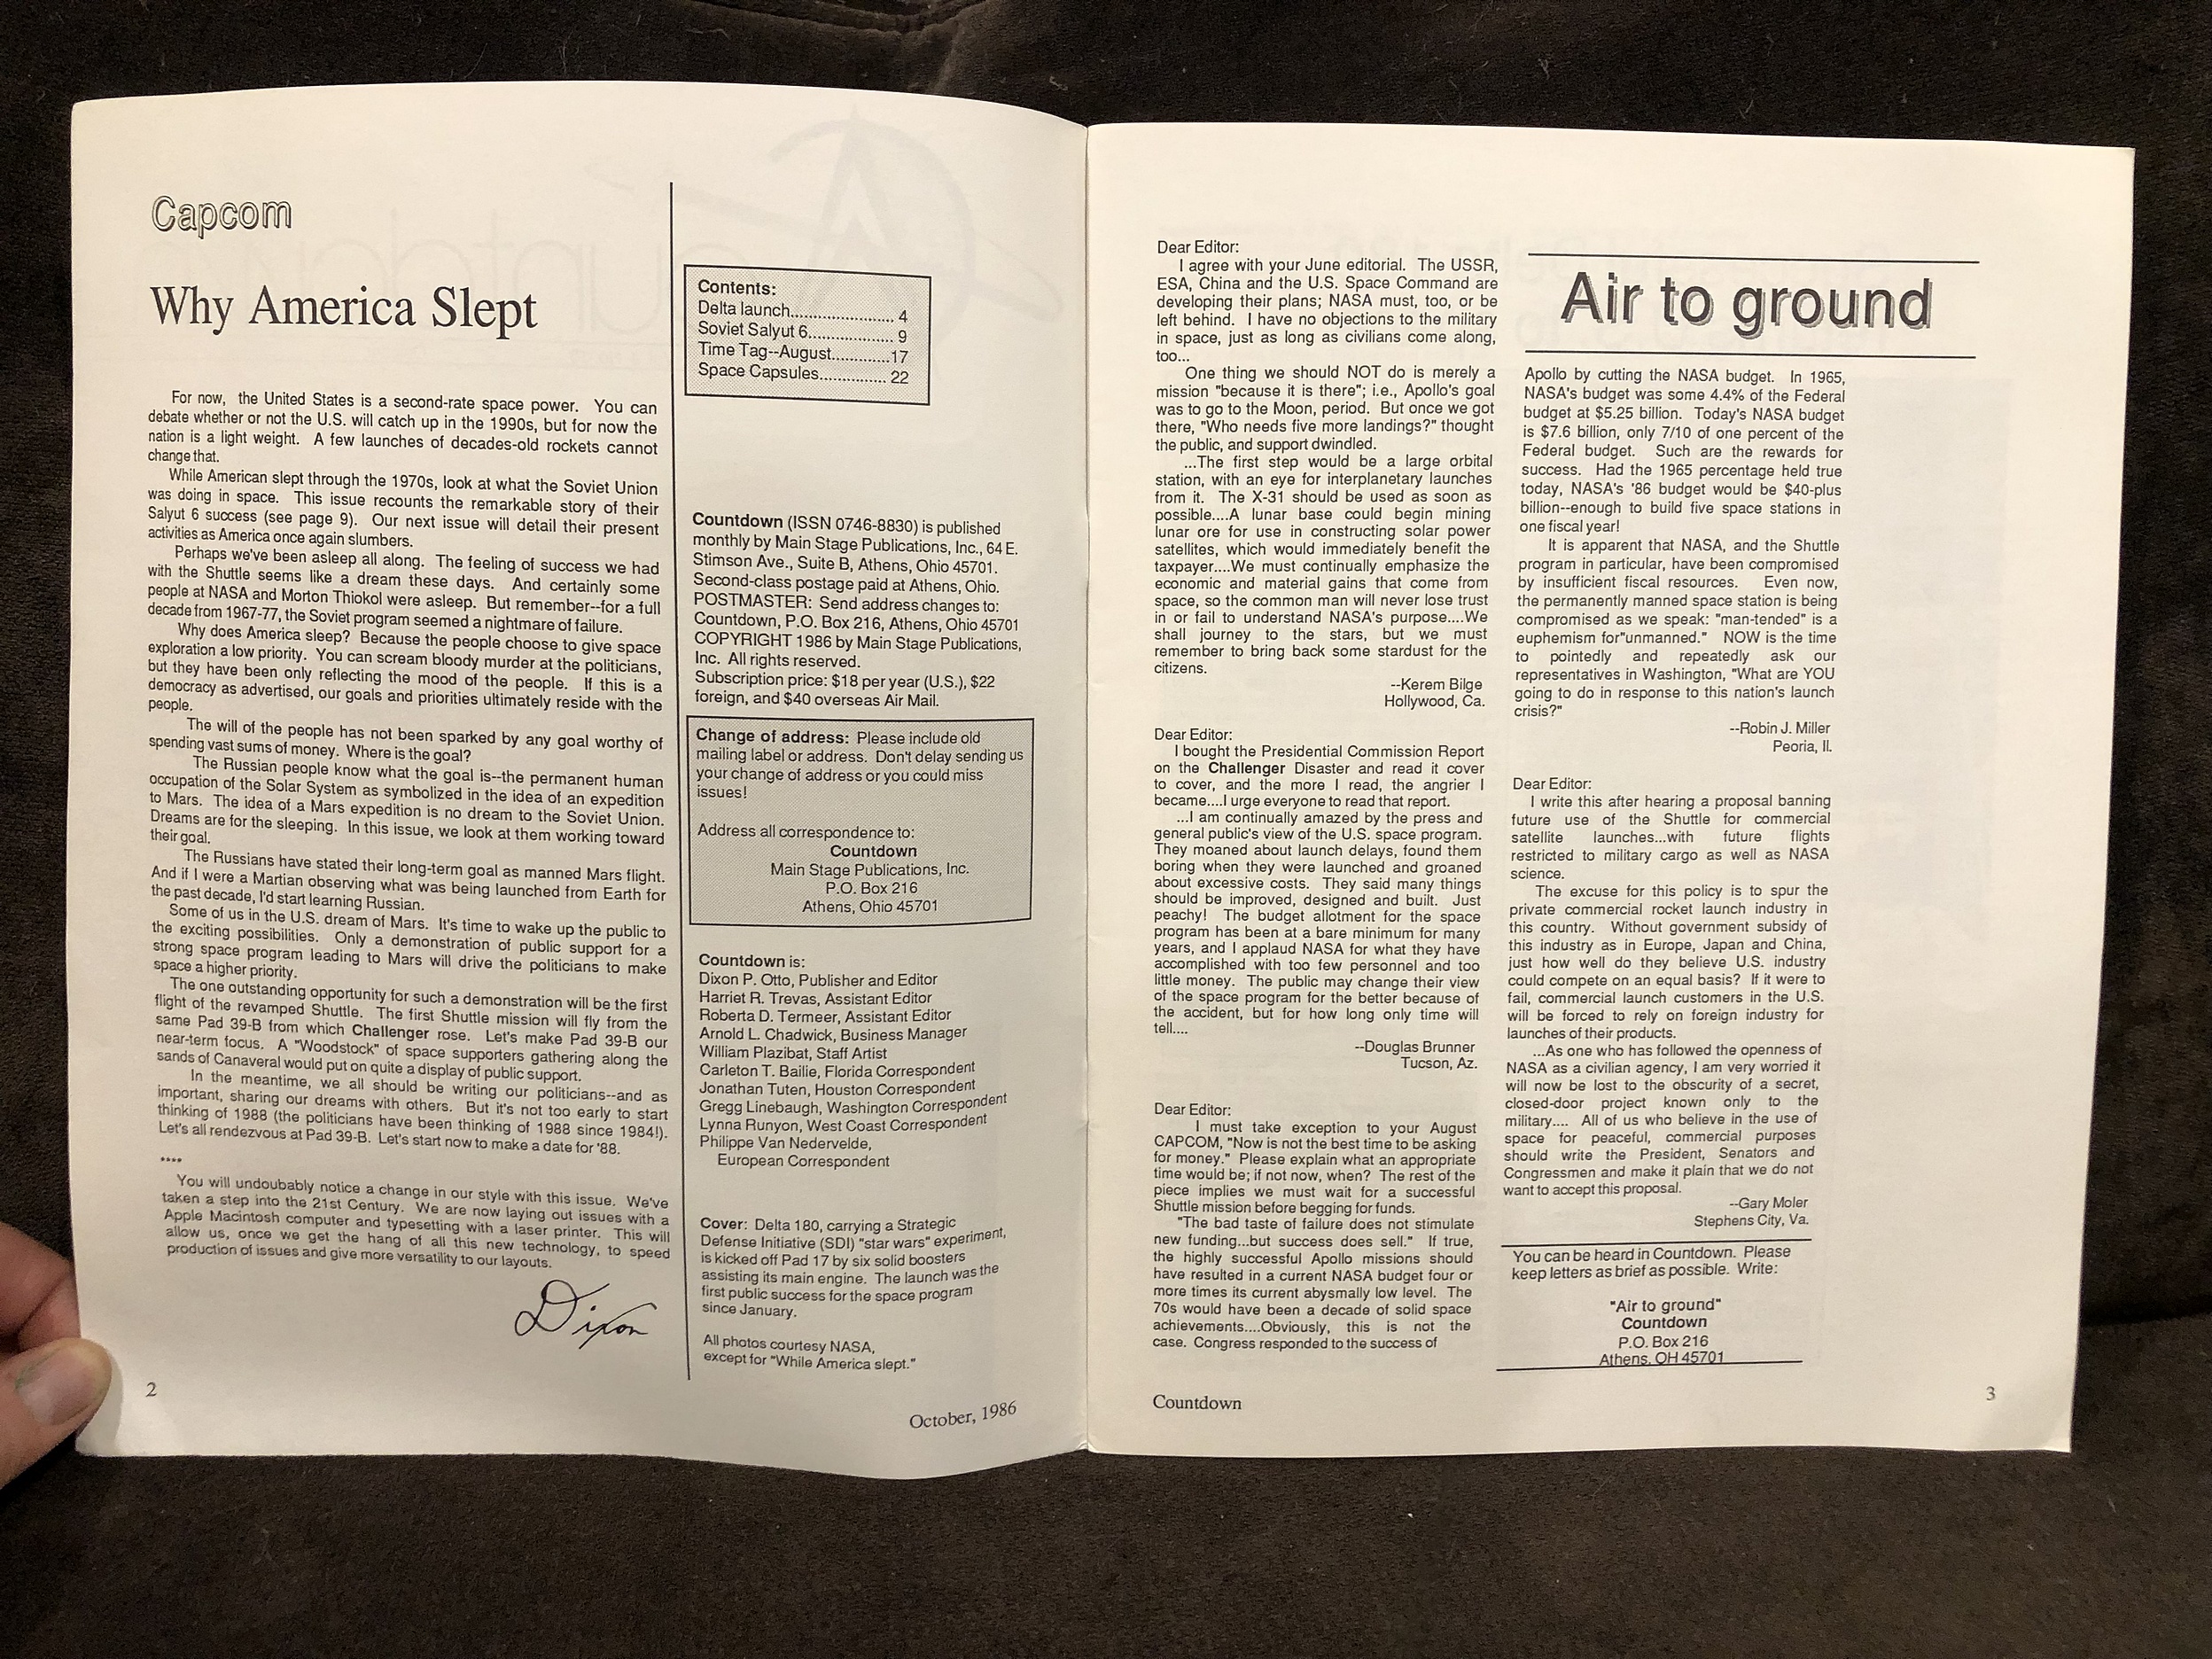 Capcom
Why America Slept
For now, the United States is a second-rate space power. You can
debate whether or not the U.S. will catch up in the 1990s, but for now the
nation is a light weight. A few launches of decades-old rockets cannot
change that.
While American slept through the 1970s, look at what the Soviet Union
was doing in space. This issue recounts the remarkable story of their
Salyut 6 success (see page 9). Our next issue will detail their present
activities as America once again slumbers.
Perhaps we've been asleep all along. The feeling of success we had
with the Shuttle seems like a dream these days. And certainly some
people at NASA and Morton Thiokol were asleep. But remember--for a full
decade from 1967-77, the Soviet program seemed a nightmare of failure.
Why does America sleep? Because the people choose to give space
exploration a low priority. You can scream bloody murder at the politicians,
but they have been only reflecting the mood of the people. If this is a
democracy as advertised, our goals and priorities ultimately reside with the
people.
The will of the people has not been sparked by any goal worthy of
spending vast sums of money. Where is the goal?
The Russian people know what the goal is--the permanent human
occupation of the Solar System as symbolized in the idea of an expedition
to Mars. The idea of a Mars expedition is no dream to the Soviet Union.
Dreams are for the sleeping. In this issue, we look at them working toward
their goal.
The Russians have stated their long-term goal as manned Mars flight.
And if I were a Martian observing what was being launched from Earth for
the past decade, I'd start learning Russian.
Some of us in the U.S. dream of Mars. It's time to wake up the public to
the exciting possibilities. Only a demonstration of public support for a
strong space program leading to Mars will drive the politicians to make
space a higher priority.
The one outstanding opportunity for such a demonstration will be the first
flight of the revamped Shuttle. The first Shuttle mission will fly from the
same Pad 39-B from which Challenger rose. Let's make Pad 39-B our
near-term focus. A "Woodstock" of space supporters gathering along the
sands of Canaveral would put on quite a display of public support.
In the meantime, we all should be writing our politicians--and as
important, sharing our dreams with others. But it's not too early to start
thinking of 1988 (the politicians have been thinking of 1988 since 1984!).
Let's all rendezvous at Pad 39-B. Let's start now to make a date for '88.
****
You will undoubably notice a change in our style with this issue. We've
taken a step into the 21st Century. We are now laying out issues with a
Apple Macintosh computer and typesetting with a laser printer. This will
allow us, once we get the hang of all this new technology, to speed
production of issues and give more versatility to our layouts.
Dixon
2
Contents:
Delta launch........................ 4
Soviet Salyut 6.................... 9
Time Tag--August.............17
Space Capsules............... 22
Countdown (ISSN 0746-8830) is published
monthly by Main Stage Publications, Inc., 64 E.
Stimson Ave., Suite B, Athens, Ohio 45701.
Second-class postage paid at Athens, Ohio.
POSTMASTER: Send address changes to:
Countdown, P.O. Box 216, Athens, Ohio 45701
COPYRIGHT 1986 by Main Stage Publications,
Inc. All rights reserved.
Subscription price: $18 per year (U.S.), $22
foreign, and $40 overseas Air Mail.
Change of address: Please include old
mailing label or address. Don't delay sending us
your change of address or you could miss
issues!
Address all correspondence to:
Countdown
Main Stage Publications, Inc.
P.O. Box 216
Athens, Ohio 45701
Countdown is:
Dixon P. Otto, Publisher and Editor
Harriet R. Trevas, Assistant Editor
Roberta D. Termeer, Assistant Editor
Arnold L. Chadwick, Business Manager
William Plazibat, Staff Artist
Carleton T. Bailie, Florida Correspondent
Jonathan Tuten, Houston Correspondent
Gregg Linebaugh, Washington Correspondent
Lynna Runyon, West Coast Correspondent
Philippe Van Nedervelde,
European Correspondent
Cover: Delta 180, carrying a Strategic
Defense Initiative (SDI) "star wars" experiment,
is kicked off Pad 17 by six solid boosters
assisting its main engine. The launch was the
first public success for the space program
since January.
All photos courtesy NASA,
except for "While America slept."
October, 1986
Dear Editor:
I agree with your June editorial. The USSR,
ESA, China and the U.S. Space Command are
developing their plans; NASA must, too, or be
left behind. I have no objections to the military
in space, just as long as civilians come along,
too...
One thing we should NOT do is merely a
mission "because it is there"; i.e., Apollo's goal
was to go to the Moon, period. But once we got
there, "Who needs five more landings?" thought
the public, and support dwindled.
...The first step would be a large orbital
station, with an eye for interplanetary launches
from it. The X-31 should be used as soon as
possible....A lunar base could begin mining
lunar ore for use in constructing solar power
satellites, which would immediately benefit the
taxpayer....We must continually emphasize the
economic and material gains that come from
space, so the common man will never lose trust
in or fail to understand NASA's purpose....We
shall journey to the stars, but we must
remember to bring back some stardust for the
citizens.
--Kerem Bilge
Hollywood, Ca.
Dear Editor:
I bought the Presidential Commission Report
on the Challenger Disaster and read it cover
to cover, and the more I read, the angrier I
became....I urge everyone to read that report.
...I am continually amazed by the press and
general public's view of the U.S. space program.
They moaned about launch delays, found them
boring when they were launched and groaned
about excessive costs. They said many things
should be improved, designed and built. Just
peachy! The budget allotment for the space
program has been at a bare minimum for many
years, and I applaud NASA for what they have
accomplished with too few personnel and too
little money. The public may change their view
of the space program for the better because of
the accident, but for how long only time will
tell....
--Douglas Brunner
Tucson, Az.
Dear Editor:
I must take exception to your August
CAPCOM, "Now is not the best time to be asking
for money." Please explain what an appropriate
time would be; if not now, when? The rest of the
piece implies we must wait for a successful
Shuttle mission before begging for funds.
"The bad taste of failure does not stimulate
new funding...but success does sell." If true,
the highly successful Apollo missions should
have resulted in a current NASA budget four or
more times its current abysmally low level. The
70s would have been a decade of solid space
achievements....Obviously, this is not the
case. Congress responded to the success of
Air to ground
Apollo by cutting the NASA budget. In 1965,
NASA's budget was some 4.4% of the Federal
budget at $5.25 billion. Today's NASA budget
is $7.6 billion, only 7/10 of one percent of the
Federal budget. Such are the rewards for
success. Had the 1965 percentage held true
today, NASA's '86 budget would be $40-plus
billion--enough to build five space stations in
one fiscal year!
It is apparent that NASA, and the Shuttle
program in particular, have been compromised
by insufficient fiscal resources. Even now,
the permanently manned space station is being
compromised as we speak: "man-tended" is a
euphemism for"unmanned." NOW is the time
to pointedly and repeatedly ask our
representatives in Washington, "What are YOU
going to do in response to this nation's launch
crisis?"
--Robin J. Miller
Peoria, Il.
Dear Editor:
I write this after hearing a proposal banning
future use of the Shuttle for commercial
satellite launches...with future flights
restricted to military cargo as well as NASA
science.
The excuse for this policy is to spur the
private commercial rocket launch industry in
this country. Without government subsidy of
this industry as in Europe, Japan and China,
just how well do they believe U.S. industry
could compete on an equal basis? If it were to
fail, commercial launch customers in the U.S.
will be forced to rely on foreign industry for
launches of their products.
...As one who has followed the openness of
NASA as a civilian agency, I am very worried it
will now be lost to the obscurity of a secret,
closed-door project known only to the
military.... All of us who believe in the use of
space for peaceful, commercial purposes
should write the President, Senators and
Congressmen and make it plain that we do not
want to accept this proposal.
--Gary Moler
Stephens City, Va.
You can be heard in Countdown. Please
keep letters as brief as possible. Write:
"Air to ground"
Countdown
P.O. Box 216
Athens, OH 45701
Countdown
3